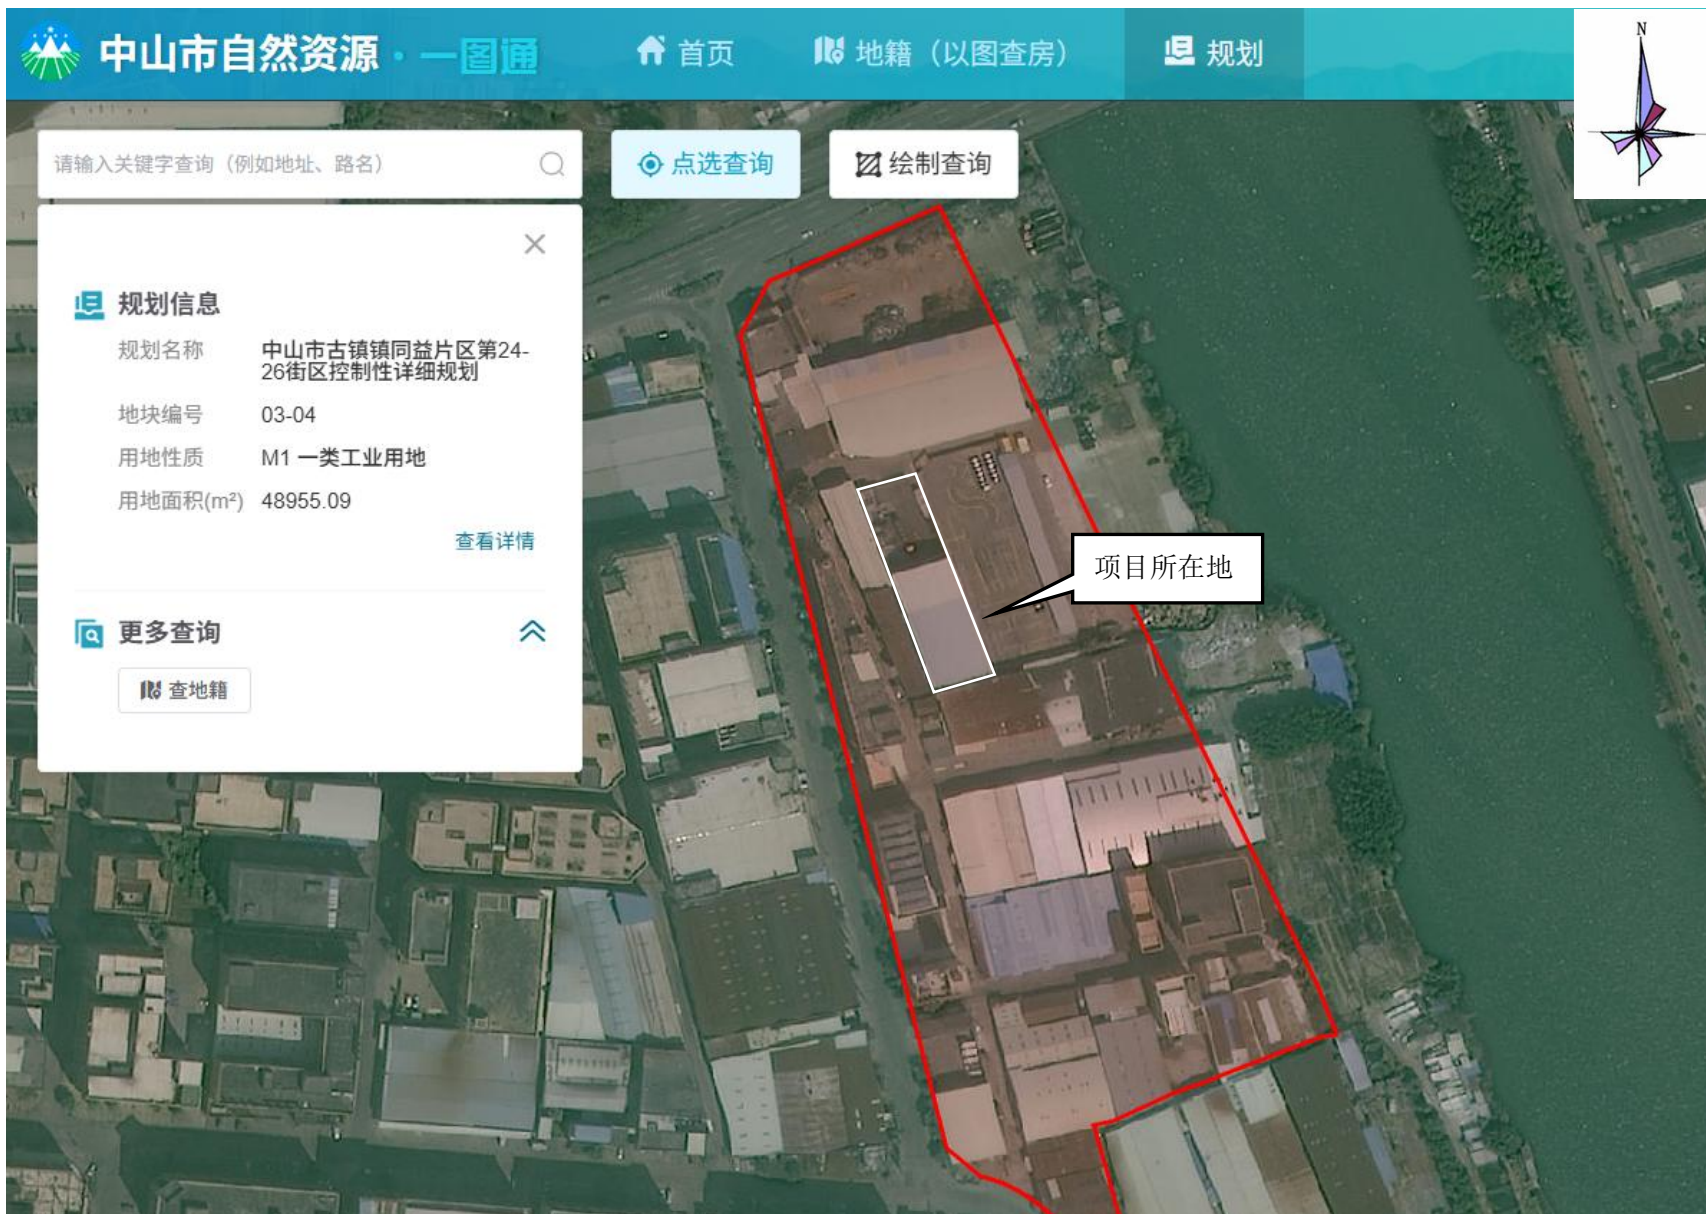 中山市自然资源·一图通
首页
地籍（以图查房）
规划
N
请输入关键字查询（例如地址、路名）
点选查询
绘制查询
规划信息
规划名称 中山市古镇镇同益片区第24-
26街区控制性详细规划
地块编号 03-04
用地性质 M1 一类工业用地
用地面积(m²) 48955.09
查看详情
项目所在地
更多查询
查地籍